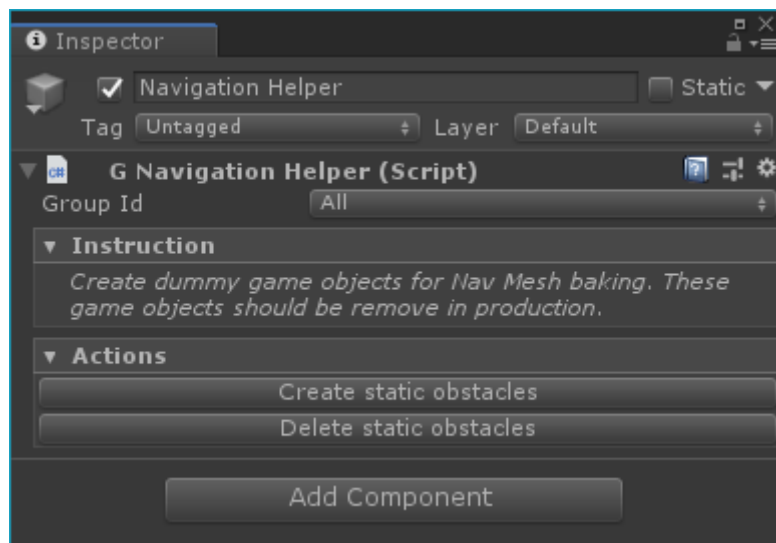 Inspector
Navigation Helper Static
Tag Untagged Layer Default
c# G Navigation Helper (Script)
Group Id All
Instruction
Create dummy game objects for Nav Mesh baking. These
game objects should be remove in production.
Actions
Create static obstacles
Delete static obstacles
Add Component